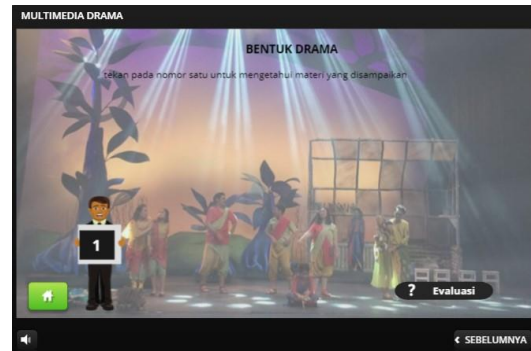 MULTIMEDIA DRAMA
BENTUK DRAMA
tekan pada nomor satu untuk mengetahui materi yang disampaikan
1
? Evaluasi
‹ SEBELUMNYA